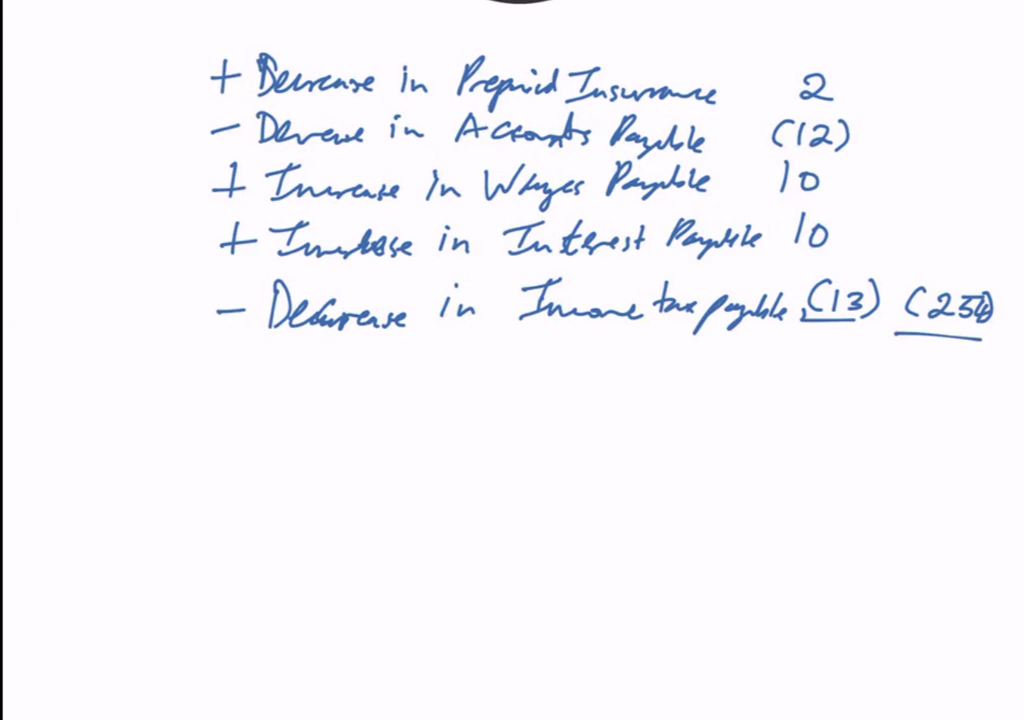 + Decrease in Prepaid Insurance 2
- Decrease in Accounts Payable (12)
+ Increase in Wages Payable 10
+ Increase in Interest Payable 10
- Decrease in Income tax payable (13)